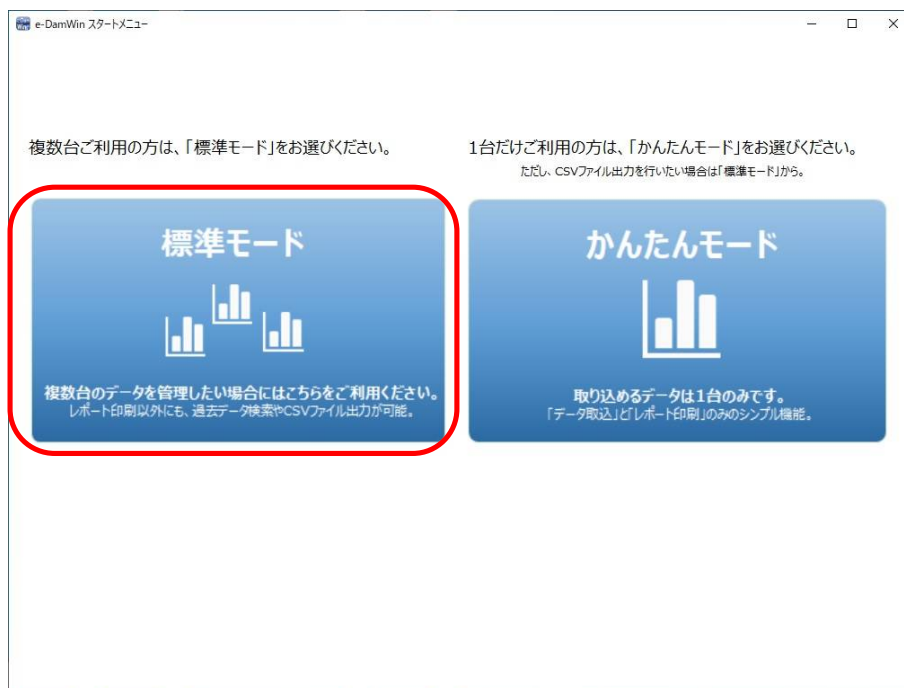 e-DamWin スタートメニュー
複数台ご利用の方は、「標準モード」をお選びください。
1台だけご利用の方は、「かんたんモード」をお選びください。
ただし、CSVファイル出力を行いたい場合は「標準モード」から。
標準モード
複数台のデータを管理したい場合にはこちらをご利用ください。
レポート印刷以外にも、過去データ検索やCSVファイル出力が可能。
かんたんモード
取り込めるデータは1台のみです。
「データ取込」と「レポート印刷」のみのシンプル機能。